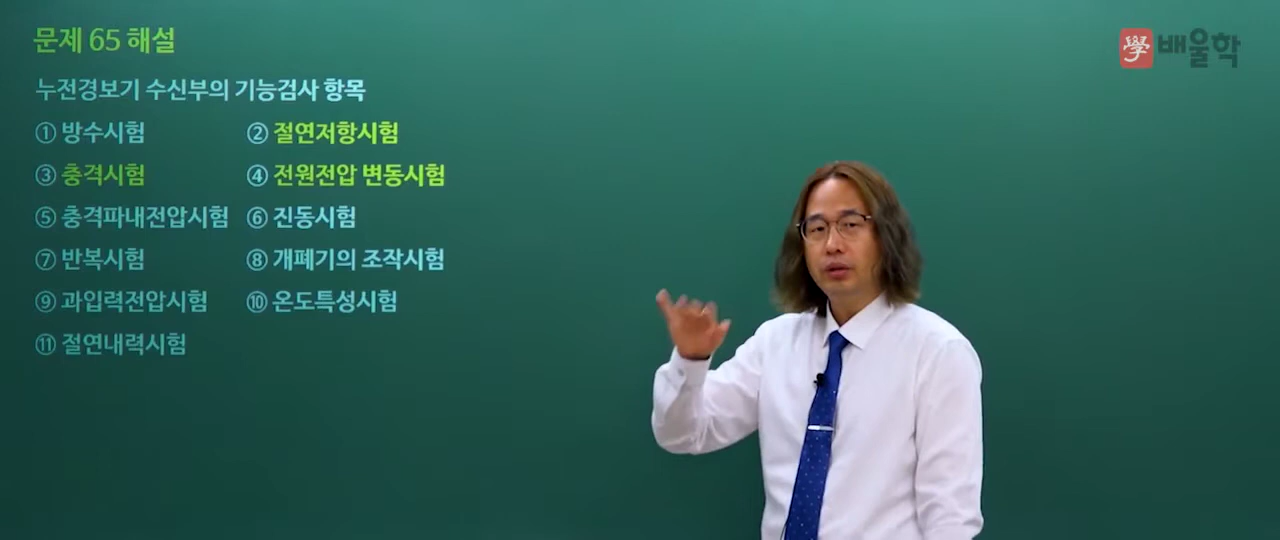 문제 65 해설
學 배울학
누전경보기 수신부의 기능검사 항목
① 방수시험 ② 절연저항시험
③ 충격시험 ④ 전원전압 변동시험
⑤ 충격파내전압시험 ⑥ 진동시험
⑦ 반복시험 ⑧ 개폐기의 조작시험
⑨ 과입력전압시험 ⑩ 온도특성시험
⑪ 절연내력시험